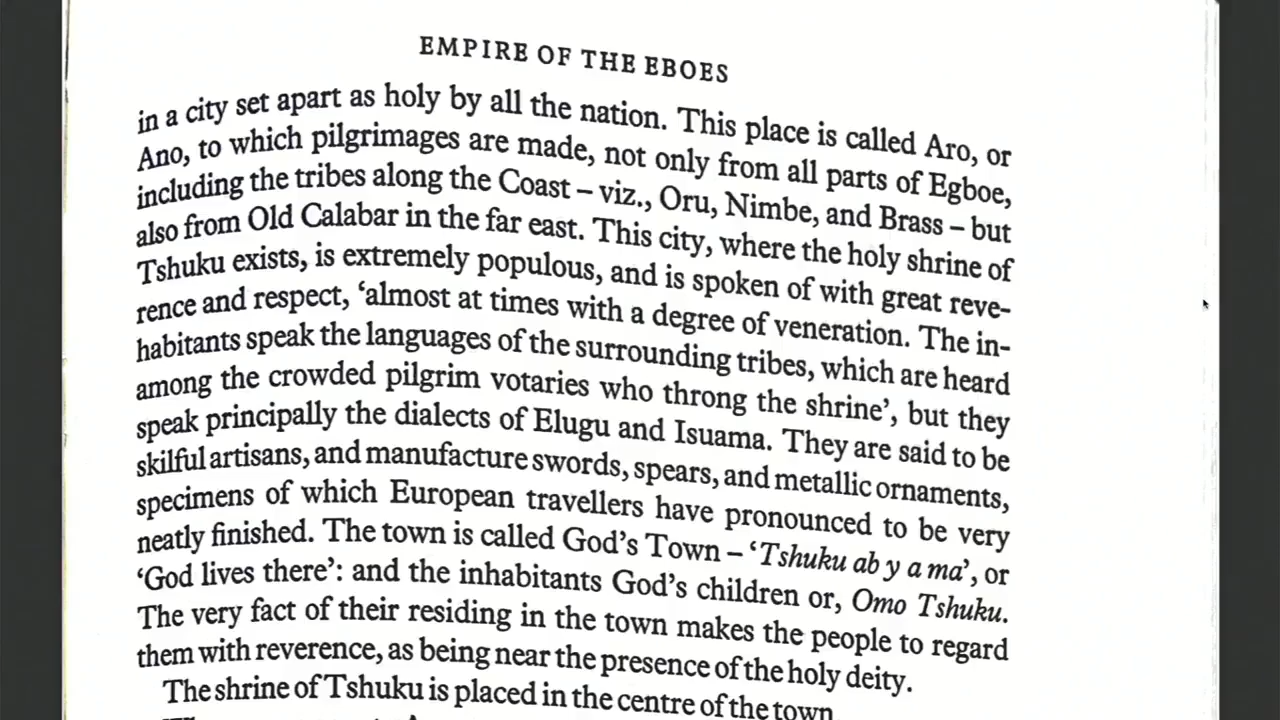 EMPIRE OF THE EBOES
in a city set apart as holy by all the nation. This place is called Aro, or
Ano, to which pilgrimages are made, not only from all parts of Egboe,
including the tribes along the Coast – viz., Oru, Nimbe, and Brass – but
also from Old Calabar in the far east. This city, where the holy shrine of
Tshuku exists, is extremely populous, and is spoken of with great reve-
rence and respect, ‘almost at times with a degree of veneration. The in-
habitants speak the languages of the surrounding tribes, which are heard
among the crowded pilgrim votaries who throng the shrine’, but they
speak principally the dialects of Elugu and Isuama. They are said to be
skilful artisans, and manufacture swords, spears, and metallic ornaments,
specimens of which European travellers have pronounced to be very
neatly finished. The town is called God’s Town – ‘Tshuku ab y a ma’, or
‘God lives there’: and the inhabitants God’s children or, Omo Tshuku.
The very fact of their residing in the town makes the people to regard
them with reverence, as being near the presence of the holy deity.
The shrine of Tshuku is placed in the centre of the town